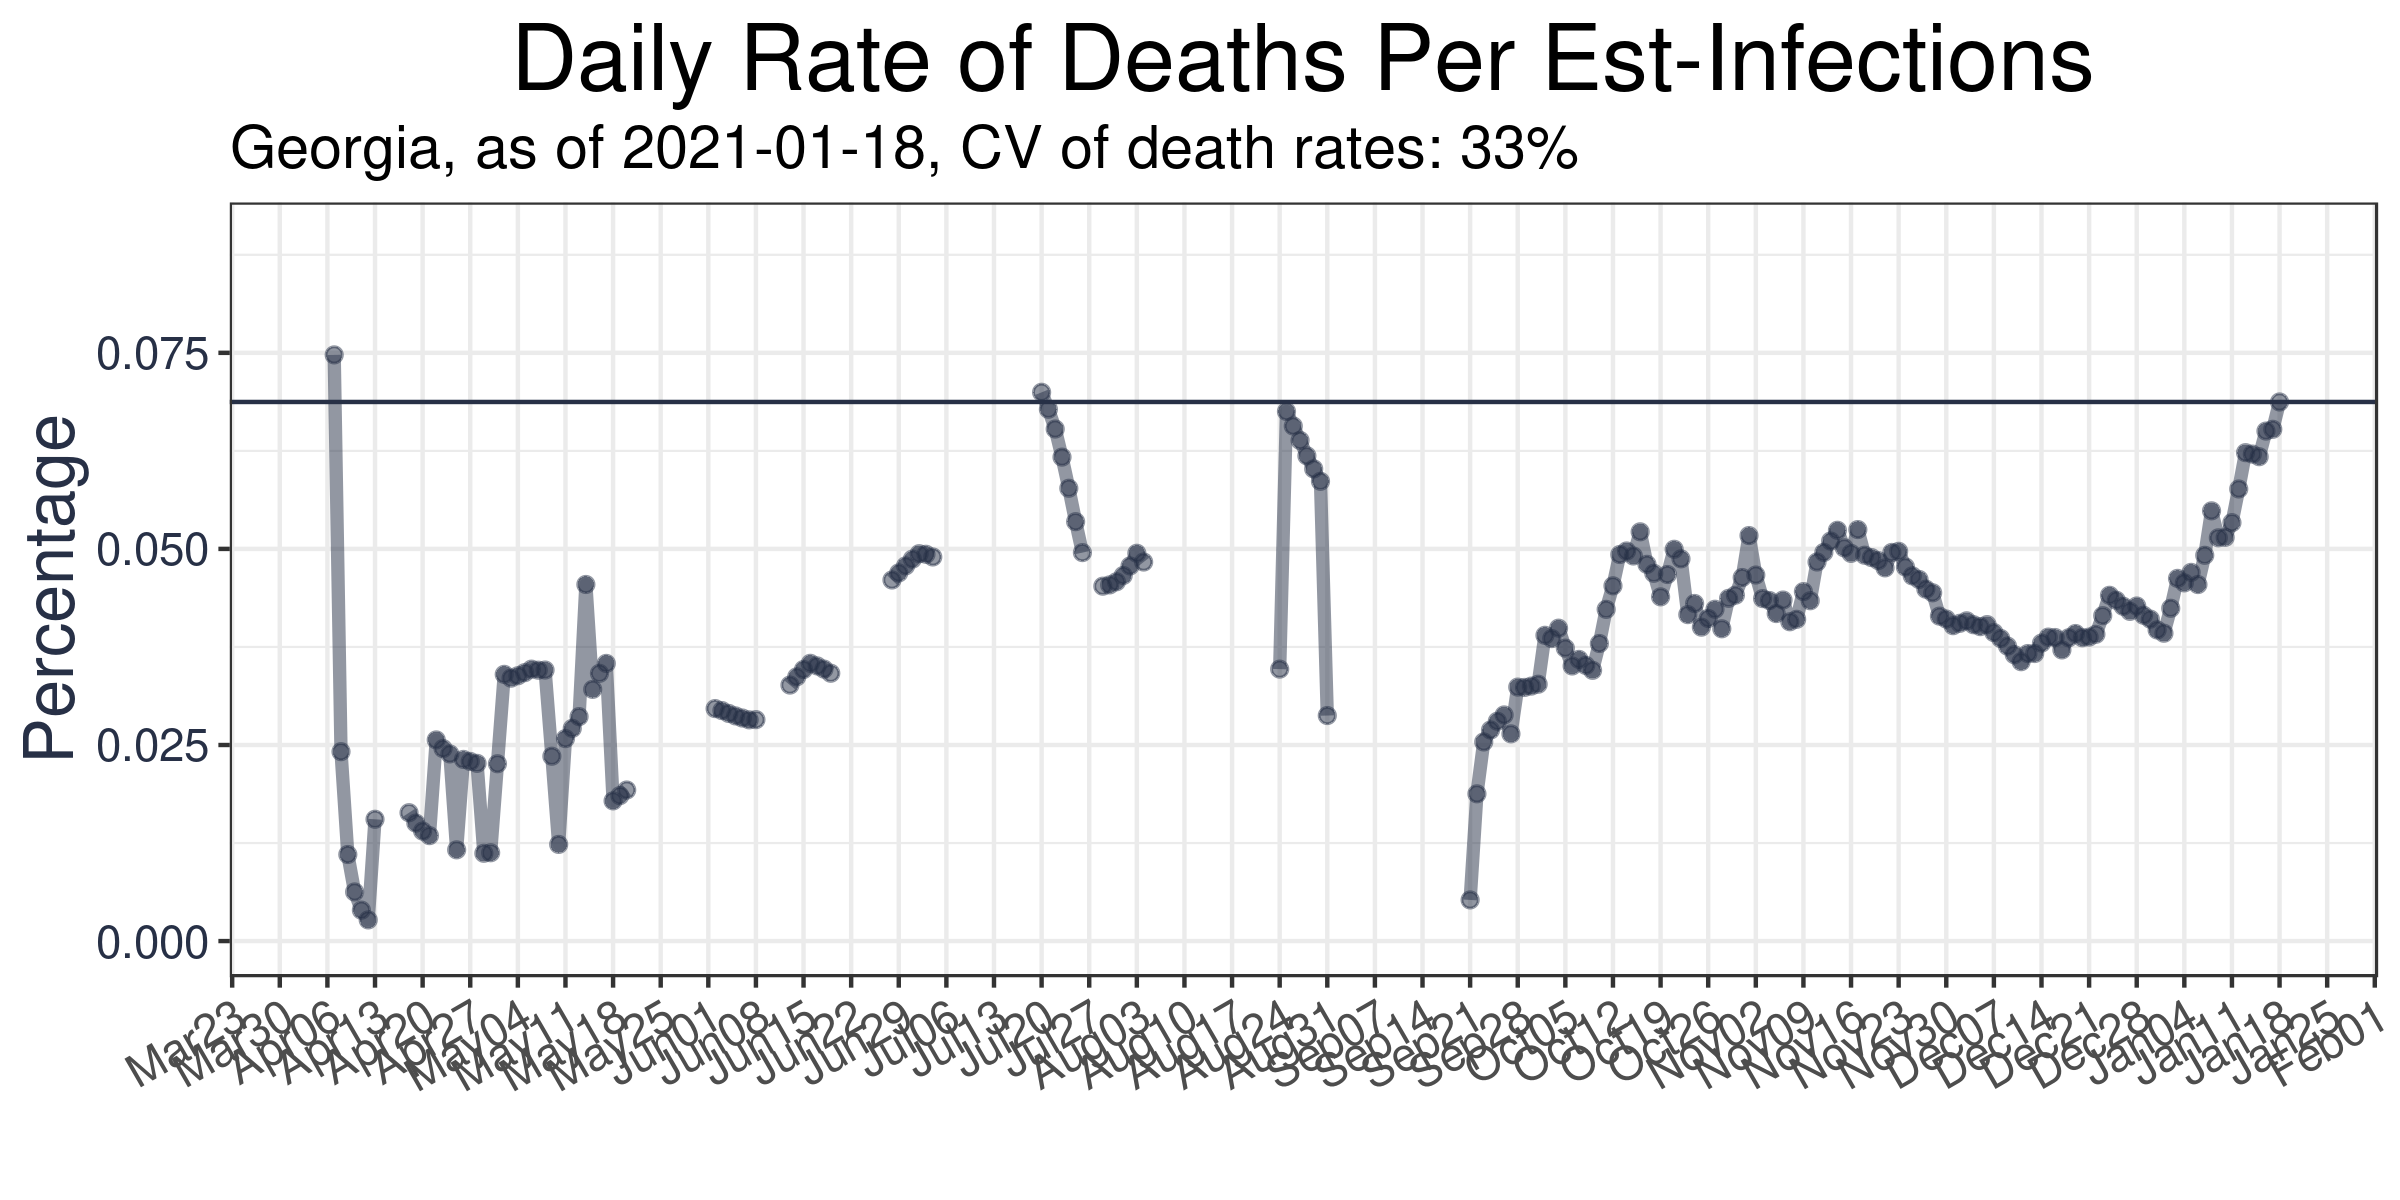 Daily Rate of Deaths Per Est-Infections
Georgia, as of 2021-01-18, CV of death rates: 33%
Percentage
0.075
0.050
0.025
0.000
Mar23
Mar30
Apr06
Apr13
Apr20
Apr27
May04
May11
May18
May25
Jun01
Jun08
Jun15
Jun22
Jun29
Jul06
Jul13
Jul20
Jul27
Aug03
Aug10
Aug17
Aug24
Aug31
Sep07
Sep14
Sep21
Sep28
Oct05
Oct12
Oct19
Oct26
Nov02
Nov09
Nov16
Nov23
Nov30
Dec07
Dec14
Dec21
Dec28
Jan04
Jan11
Jan18
Jan25
Feb01